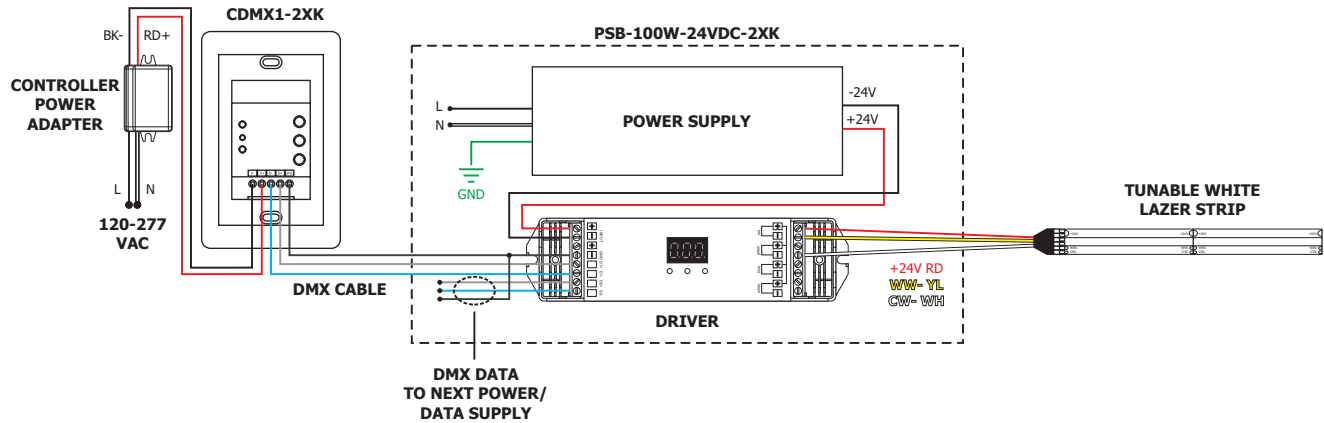 CDMX1-2XK
BK-
RD+
CONTROLLER
POWER
ADAPTER
L
N
120-277
VAC
DMX CABLE
PSB-100W-24VDC-2XK
L
N
GND
POWER SUPPLY
-24V
+24V
+24V RD
WW- YL
CW- WH
DRIVER
DMX DATA
TO NEXT POWER/
DATA SUPPLY
TUNABLE WHITE
LAZER STRIP